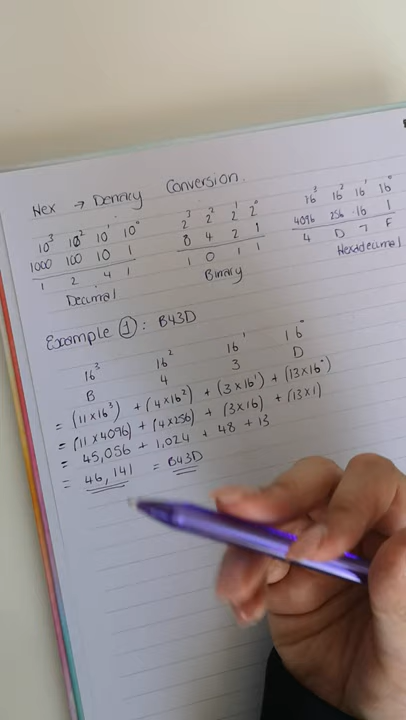 Hex → Denary Conversion.
10³ 10² 10¹ 10⁰
1000 100 10 1
1 2 4 1
Decimal
2³ 2² 2¹ 2⁰
8 4 2 1
1 0 1 1
Binary
16³ 16² 16¹ 16⁰
4096 256 16 1
4 D 7 F
Hexadecimal
Example ①: B43D
16³ 16² 16¹ 16⁰
B 4 3 D
= (11×16³) + (4×16²) + (3×16¹) + (13×16⁰)
= (11×4096) + (4×256) + (3×16) + (13×1)
= 45,056 + 1,024 + 48 + 13
= 46,141 = B43D